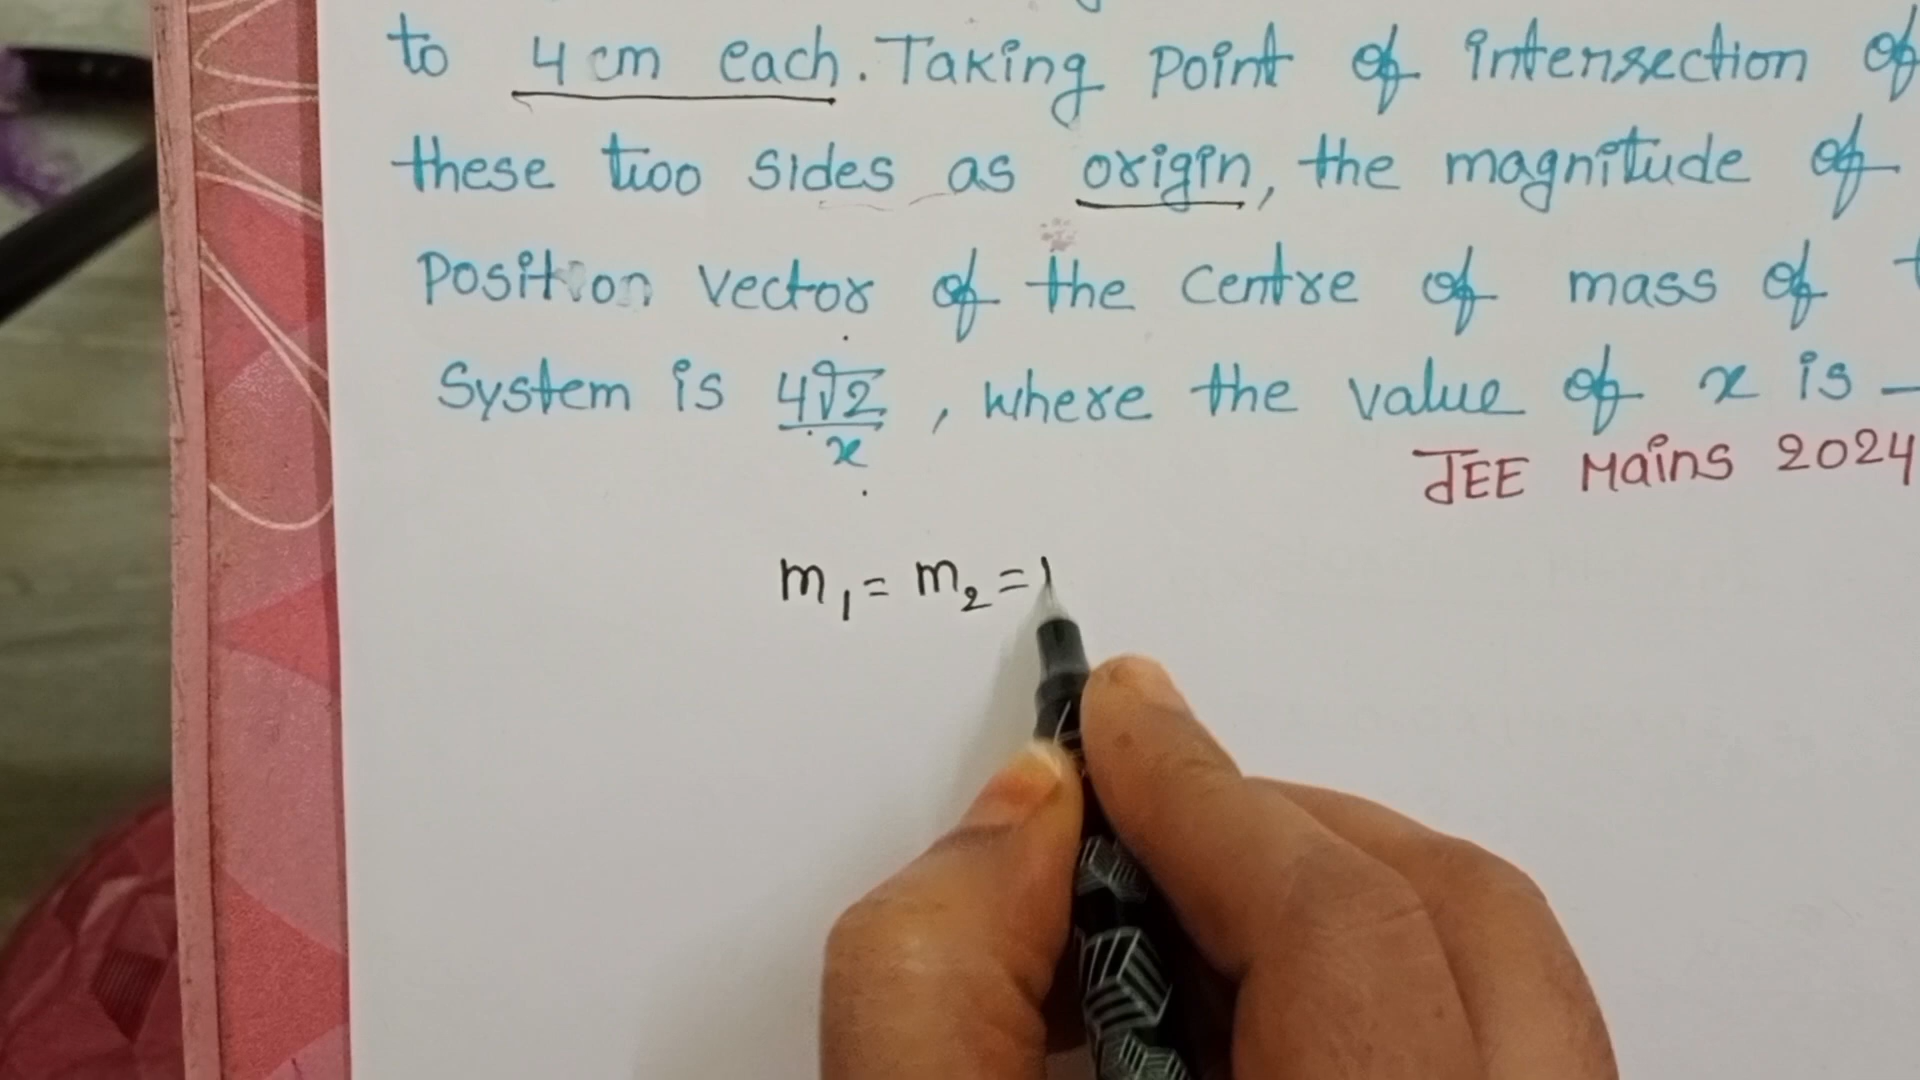 to 4 cm each. Taking point of intersection of
these two sides as origin, the magnitude of
position vector of the centre of mass of
system is 4√2/x, where the value of x is –
JEE Mains 2024
m₁ = m₂ = 1